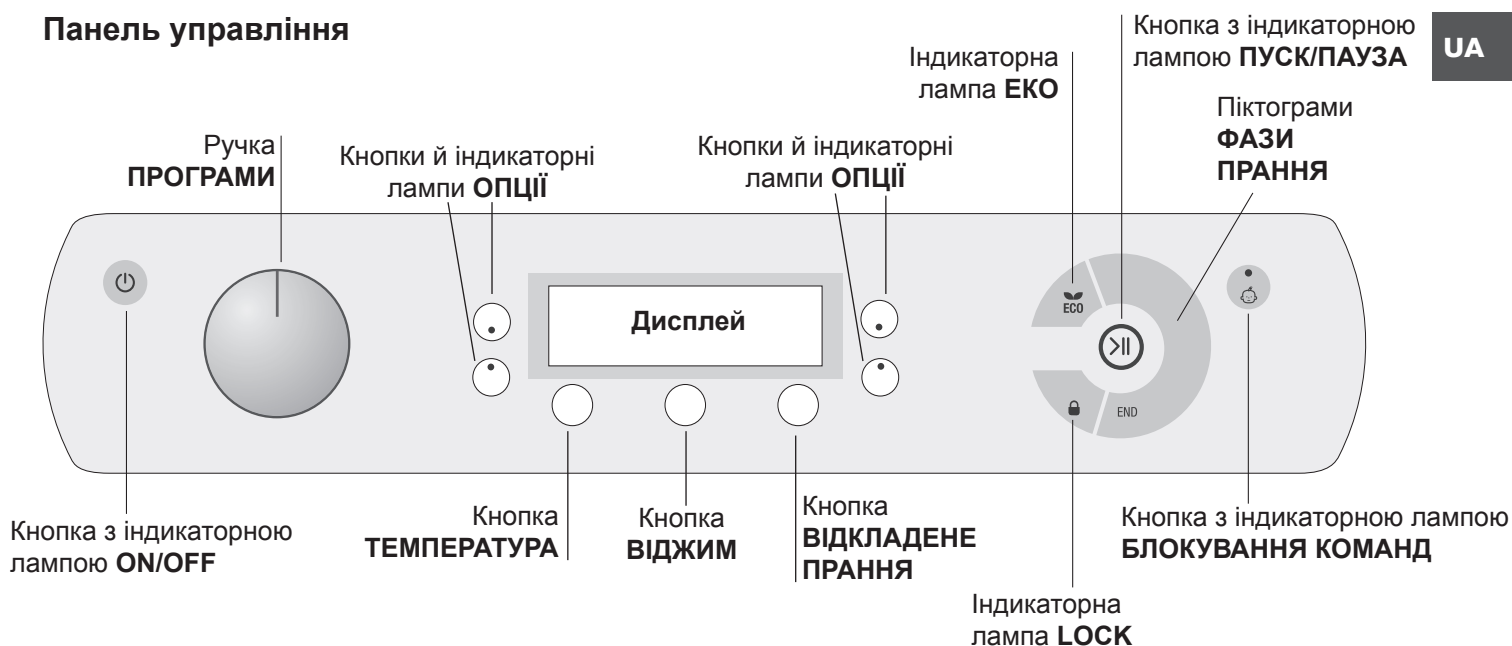 Панель управління
UA
Кнопка з індикаторною
лампою ПУСК/ПАУЗА
Індикаторна
лампа ЕКО
Піктограми
ФАЗИ
ПРАННЯ
Ручка
ПРОГРАМИ
Кнопки й індикаторні
лампи ОПЦІЇ
Кнопки й індикаторні
лампи ОПЦІЇ
Дисплей
ECO
END
Кнопка з індикаторною
лампою ON/OFF
Кнопка
ТЕМПЕРАТУРА
Кнопка
ВІДЖИМ
Кнопка
ВІДКЛАДЕНЕ
ПРАННЯ
Індикаторна
лампа LOCK
Кнопка з індикаторною лампою
БЛОКУВАННЯ КОМАНД